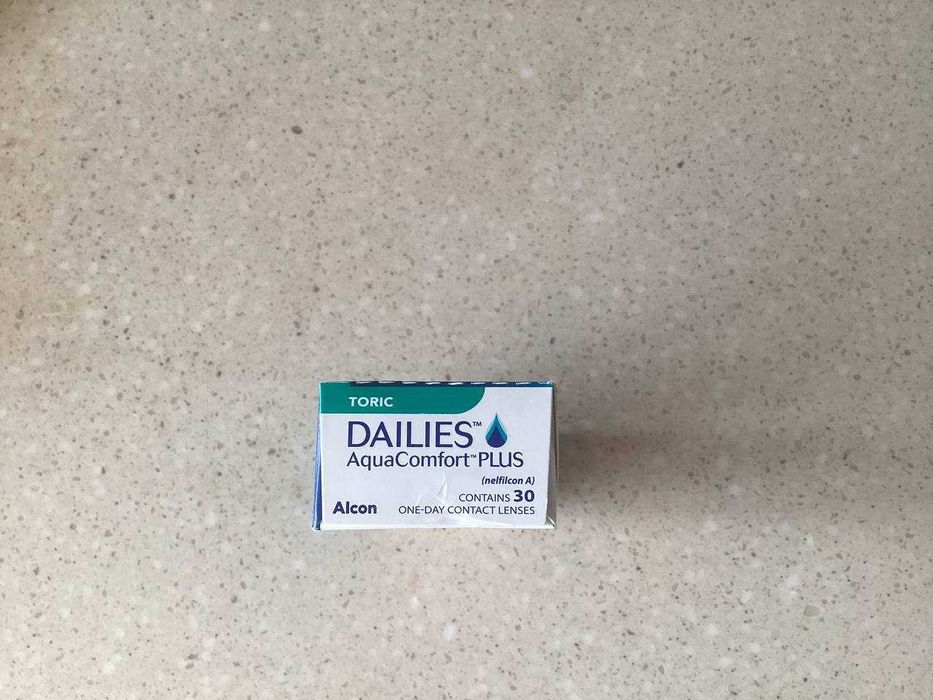 TORIC
DAILIES™
AquaComfort™ PLUS
(nelfilcon A)
CONTAINS 30
Alcon ONE-DAY CONTACT LENSES